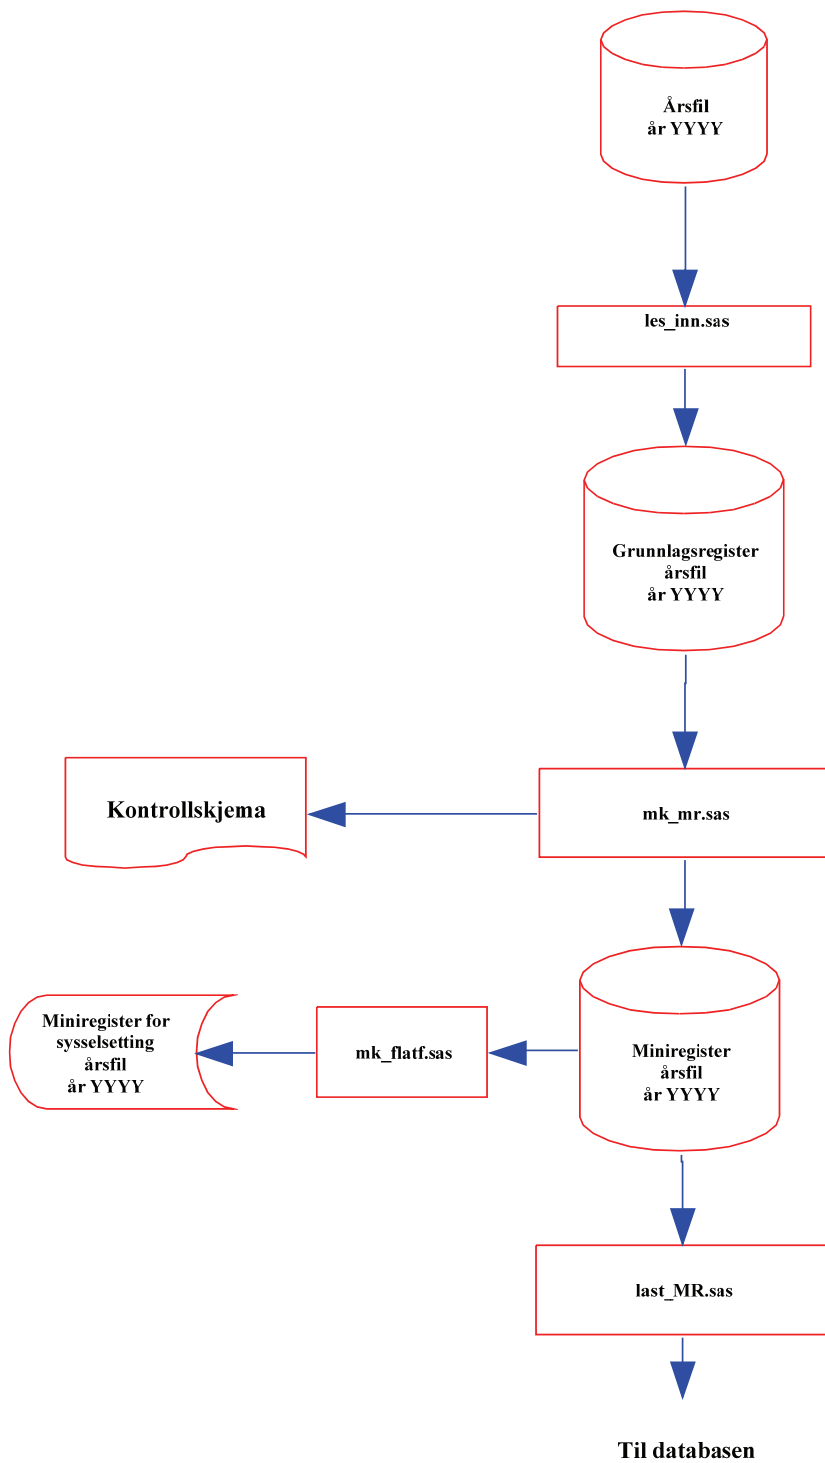 Årsfil
år YYYY
les_inn.sas
Grunnlagsregister
årsfil
år YYYY
Kontrollskjema
mk_mr.sas
Miniregister for
sysselsetting
årsfil
år YYYY
mk_flatf.sas
Miniregister
årsfil
år YYYY
last_MR.sas
Til databasen